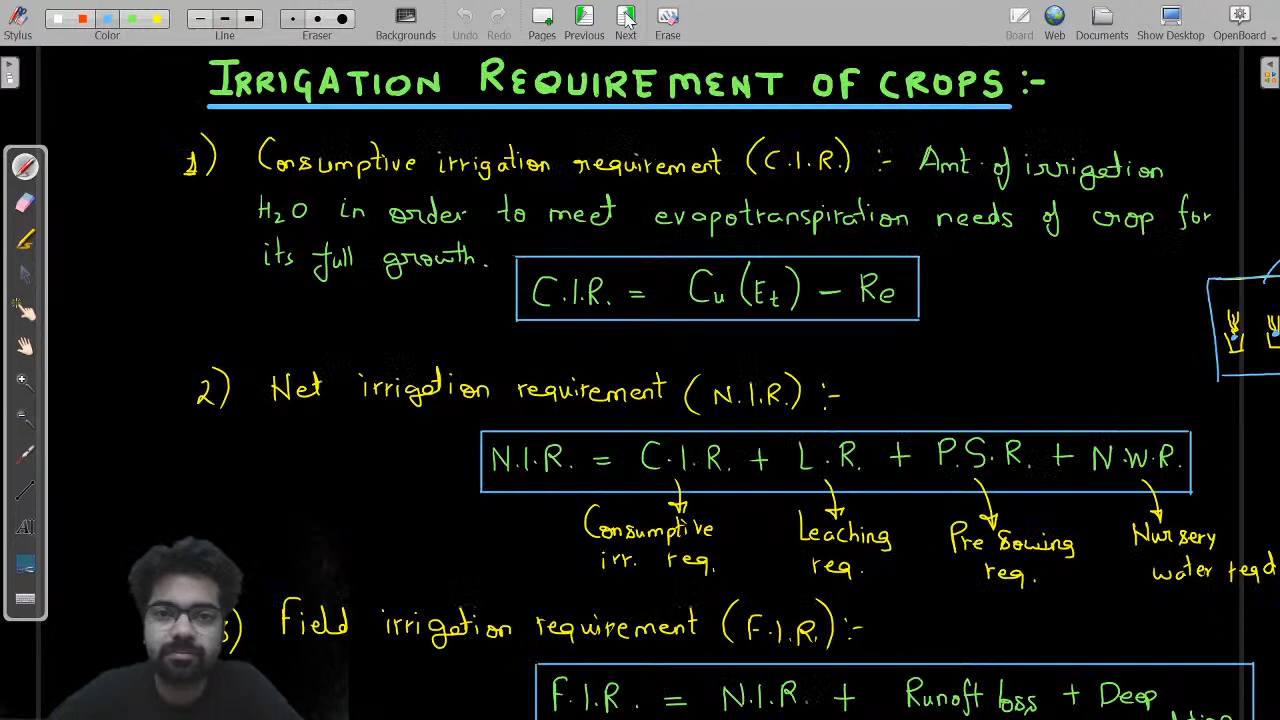 Stylus
Color
Line
Eraser
Backgrounds
Undo
Redo
Pages
Previous
Next
Erase
Board
Web
Documents
Show Desktop
OpenBoard
IRRIGATION REQUIREMENT OF CROPS :-
1) Consumptive irrigation requirement (C.I.R.) :- Amt. of irrigation
H2O in order to meet evapotranspiration needs of crop for
its full growth.
C.I.R. = Cu (Et) - Re
2) Net irrigation requirement (N.I.R.) :-
N.I.R. = C.I.R. + L.R. + P.S.R. + N.W.R.
Consumptive irr. req.
Leaching req.
Pre Sowing req.
Nursery water reqd
3) Field irrigation requirement (F.I.R.) :-
F.I.R. = N.I.R. + Runoff loss + Deep